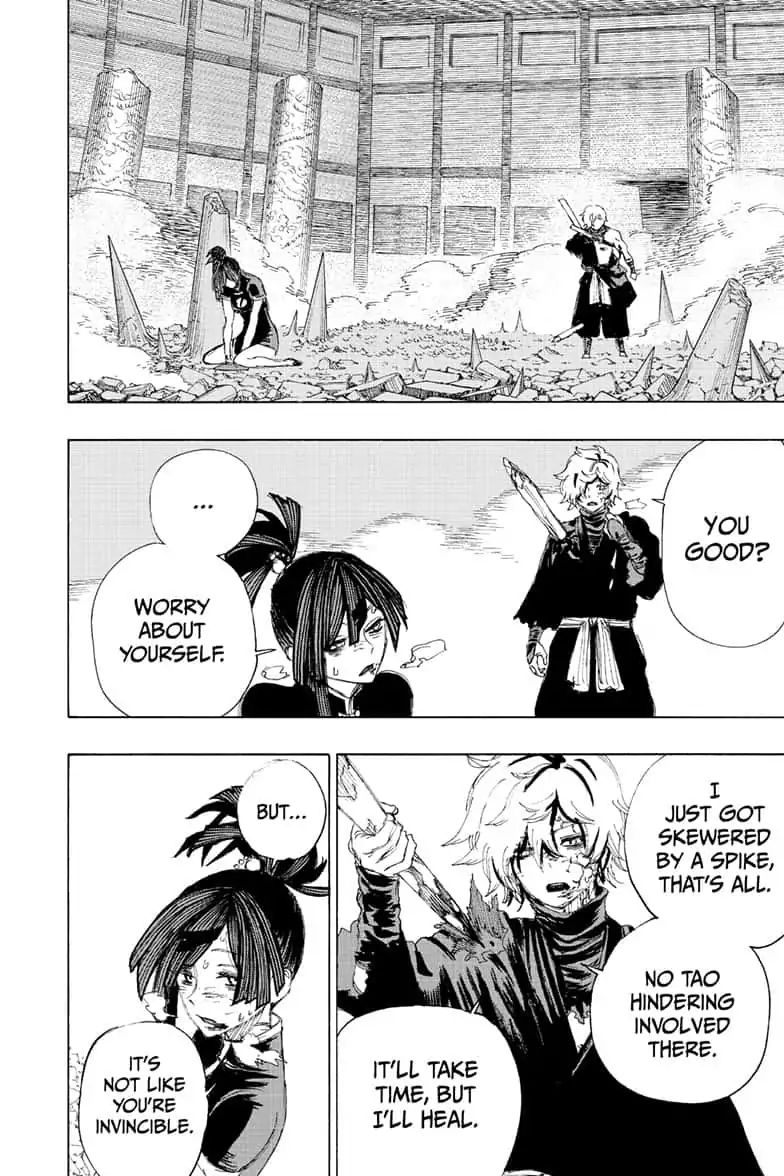 YOU
GOOD?
...
WORRY
ABOUT
YOURSELF.
I
JUST GOT
SKEWERED
BY A SPIKE,
THAT'S ALL.
NO TAO
HINDERING
INVOLVED
THERE.
IT'LL TAKE
TIME, BUT
I'LL HEAL.
BUT...
IT'S
NOT LIKE
YOU'RE
INVINCIBLE.